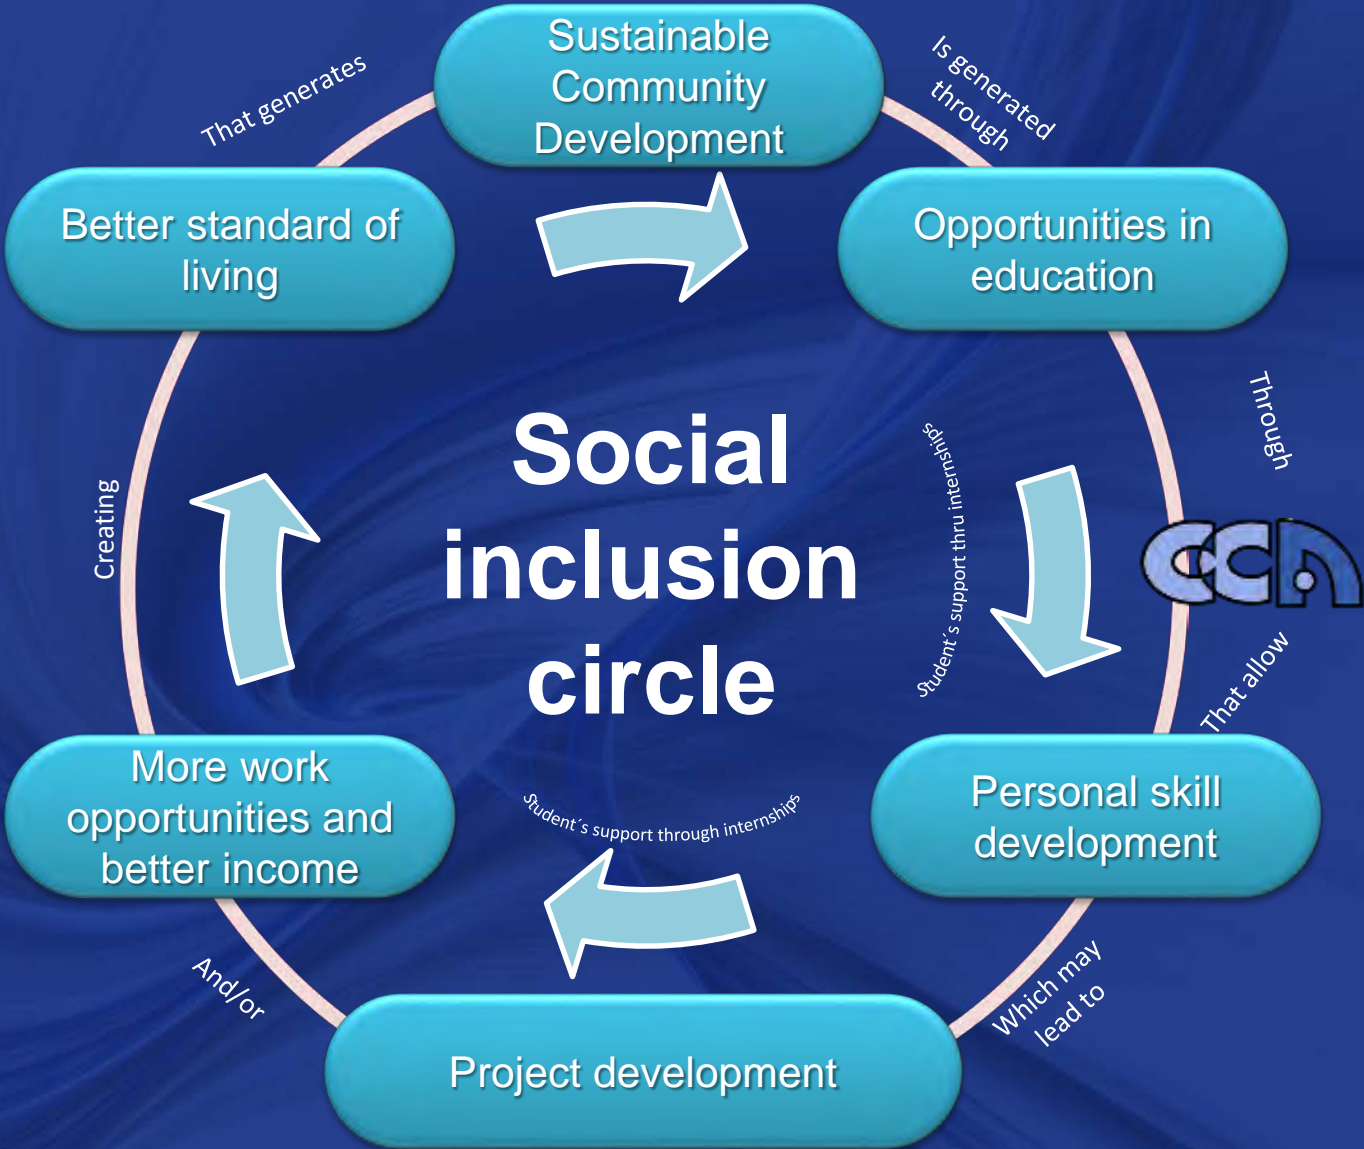 Sustainable
Community
Development
Is generated
through
Opportunities in
education
Through
CCA
That allow
Personal skill
development
Which may
lead to
Project development
And/or
More work
opportunities and
better income
Creating
Better standard of
living
That generates
Social
inclusion
circle
Student´s support thru internships
Student´s support through internships